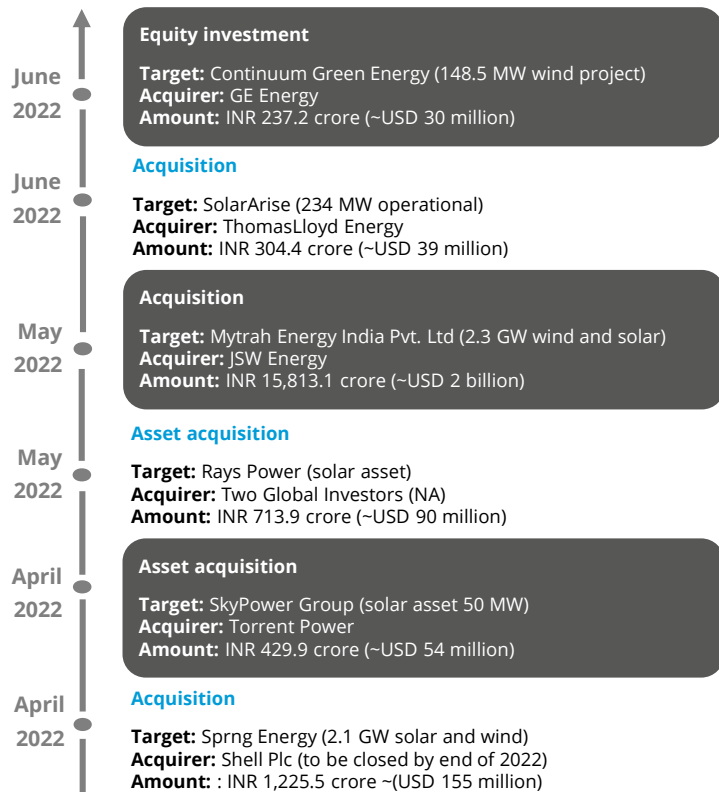 June
2022
Equity investment
Target: Continuum Green Energy (148.5 MW wind project)
Acquirer: GE Energy
Amount: INR 237.2 crore (~USD 30 million)
June
2022
Acquisition
Target: SolarArise (234 MW operational)
Acquirer: ThomasLloyd Energy
Amount: INR 304.4 crore (~USD 39 million)
May
2022
Acquisition
Target: Mytrah Energy India Pvt. Ltd (2.3 GW wind and solar)
Acquirer: JSW Energy
Amount: INR 15,813.1 crore (~USD 2 billion)
May
2022
Asset acquisition
Target: Rays Power (solar asset)
Acquirer: Two Global Investors (NA)
Amount: INR 713.9 crore (~USD 90 million)
April
2022
Asset acquisition
Target: SkyPower Group (solar asset 50 MW)
Acquirer: Torrent Power
Amount: INR 429.9 crore (~USD 54 million)
April
2022
Acquisition
Target: Sprng Energy (2.1 GW solar and wind)
Acquirer: Shell Plc (to be closed by end of 2022)
Amount: : INR 1,225.5 crore ~(USD 155 million)